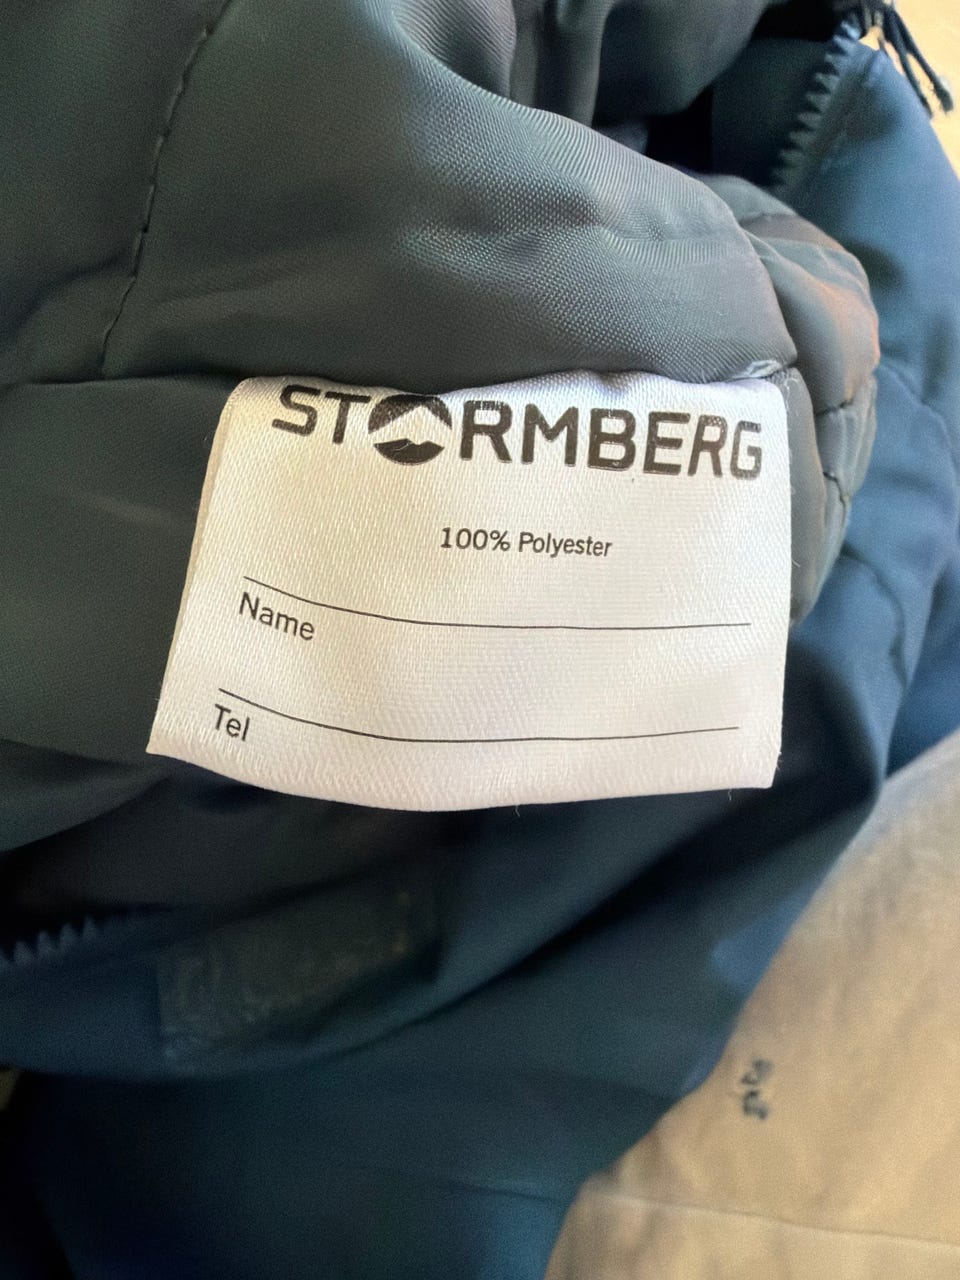 STORMBERG
100% Polyester
Name
Tel